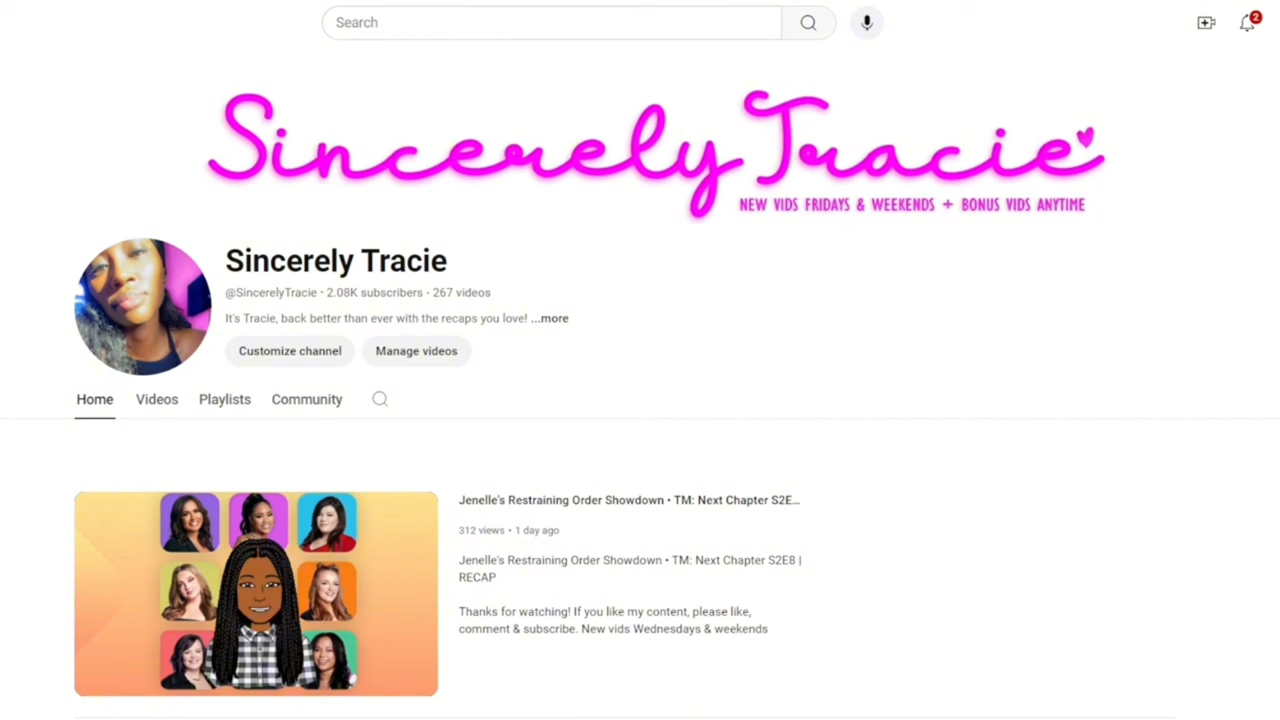 Search
2
Sincerely Tracie
NEW VIDS FRIDAYS & WEEKENDS + BONUS VIDS ANYTIME
Sincerely Tracie
@SincerelyTracie • 2.08K subscribers • 267 videos
It's Tracie, back better than ever with the recaps you love! ...more
Customize channel Manage videos
Home Videos Playlists Community
Jenelle's Restraining Order Showdown • TM: Next Chapter S2E...
312 views • 1 day ago
Jenelle's Restraining Order Showdown • TM: Next Chapter S2E8 |
RECAP
Thanks for watching! If you like my content, please like,
comment & subscribe. New vids Wednesdays & weekends